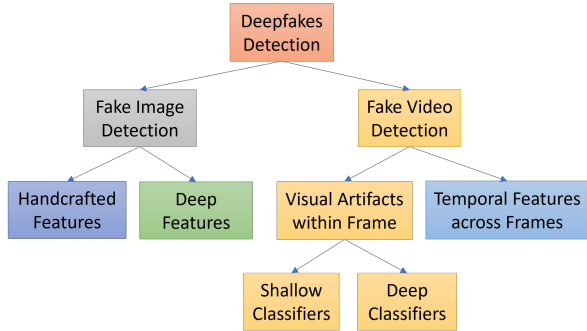 Deepfakes
Detection
Fake Image
Detection
Fake Video
Detection
Handcrafted
Features
Deep
Features
Visual Artifacts
within Frame
Temporal Features
across Frames
Shallow
Classifiers
Deep
Classifiers